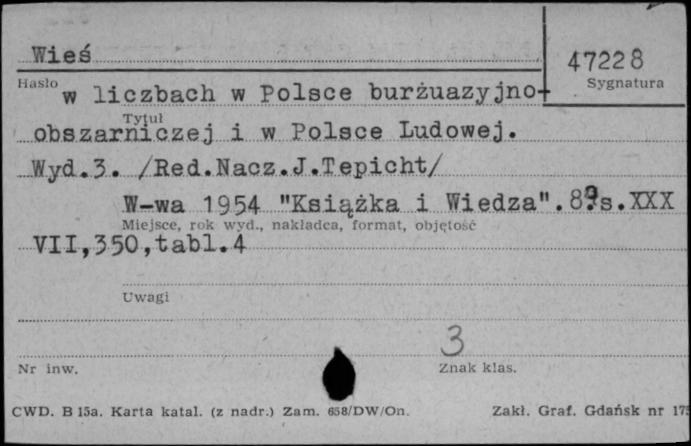 Wieś
47228
Hasło
Sygnatura
w liczbach w Polsce burżuazyjno-
Tytuł
obszarniczej i w Polsce Ludowej.
Wyd.3. /Red.Nacz.J.Tepicht/
W-wa 1954 "Książka i Wiedza". s.XXX
Miejsce, rok wyd., nakładca, format, objętość
VII,350,tabl.4
Uwagi
3
Nr inw.
Znak klas.
CWD. B 15a. Karta katal. (z nadr.) Zam. 658/DW/On.
Zakł. Graf. Gdańsk nr